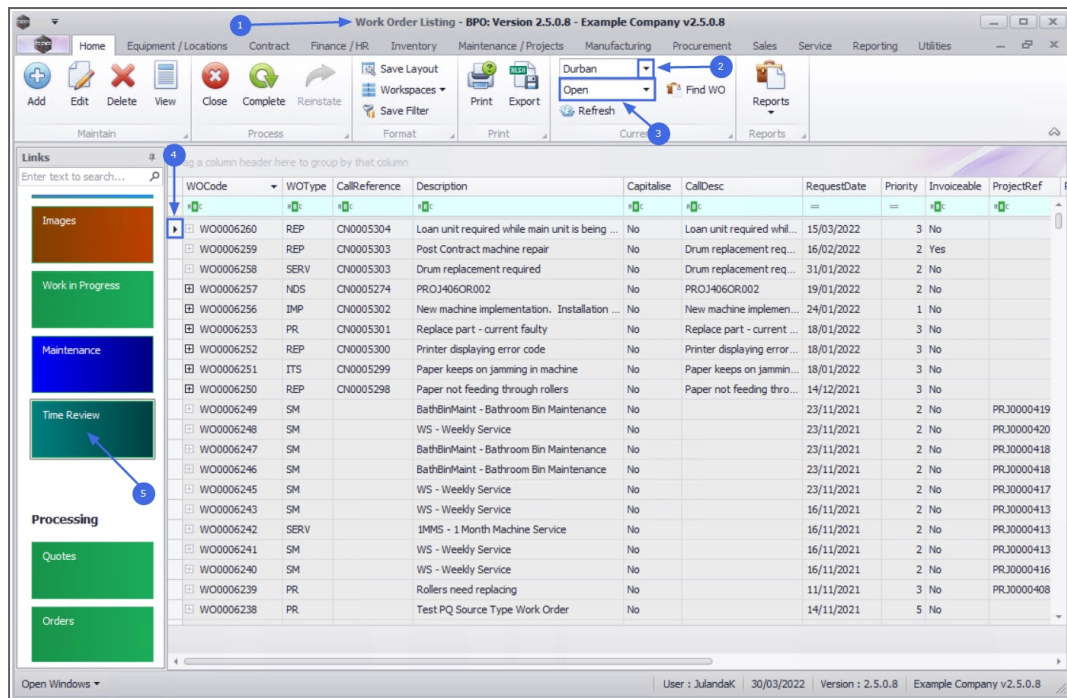 1
Work Order Listing - BPO: Version 2.5.0.8 - Example Company v2.5.0.8
Home Equipment / Locations Contract Finance / HR Inventory Maintenance / Projects Manufacturing Procurement Sales Service Reporting Utilities
Add Edit Delete View
Maintain
Close Complete Reinstate
Process
Save Layout
Workspaces
Save Filter
Format
Print Export
Print
Durban
2
Open
Find WO
Refresh
3
Reports
Reports
Links
Enter text to search...
4
a column header here to group by that column
WOCode WOType CallReference Description Capitalise CallDesc RequestDate Priority Invoiceable ProjectRef
WO0006260 REP CN0005304 Loan unit required while main unit is being ... No Loan unit required whil... 15/03/2022 3 No
WO0006259 REP CN0005303 Post Contract machine repair No Drum replacement req... 16/02/2022 2 Yes
WO0006258 SERV CN0005303 Drum replacement required No Drum replacement req... 31/01/2022 2 No
WO0006257 NDS CN0005274 PROJ406OR002 No PROJ406OR002 19/01/2022 2 No
WO0006256 IMP CN0005302 New machine implementation. Installation ... No New machine implemen... 24/01/2022 1 No
WO0006253 PR CN0005301 Replace part - current faulty No Replace part - current ... 18/01/2022 3 No
WO0006252 REP CN0005300 Printer displaying error code No Printer displaying error... 18/01/2022 3 No
WO0006251 ITS CN0005299 Paper keeps on jamming in machine No Paper keeps on jammin... 18/01/2022 3 No
WO0006250 REP CN0005298 Paper not feeding through rollers No Paper not feeding thro... 14/12/2021 3 No
WO0006249 SM BathBinMaint - Bathroom Bin Maintenance No 23/11/2021 2 No PRJ0000419
WO0006248 SM WS - Weekly Service No 23/11/2021 2 No PRJ0000420
WO0006247 SM BathBinMaint - Bathroom Bin Maintenance No 23/11/2021 2 No PRJ0000418
WO0006246 SM BathBinMaint - Bathroom Bin Maintenance No 23/11/2021 2 No PRJ0000418
WO0006245 SM WS - Weekly Service No 23/11/2021 2 No PRJ0000417
WO0006243 SM WS - Weekly Service No 16/11/2021 2 No PRJ0000413
WO0006242 SERV 1MMS - 1 Month Machine Service No 16/11/2021 2 No PRJ0000413
WO0006241 SM WS - Weekly Service No 16/11/2021 2 No PRJ0000413
WO0006240 SM WS - Weekly Service No 16/11/2021 2 No PRJ0000416
WO0006239 PR Rollers need replacing No 11/11/2021 3 No PRJ0000408
WO0006238 PR Test PQ Source Type Work Order No 14/11/2021 5 No
Images
Work in Progress
Maintenance
Time Review
5
Processing
Quotes
Orders
Open Windows
User : JulandaK 30/03/2022 Version : 2.5.0.8 Example Company v2.5.0.8